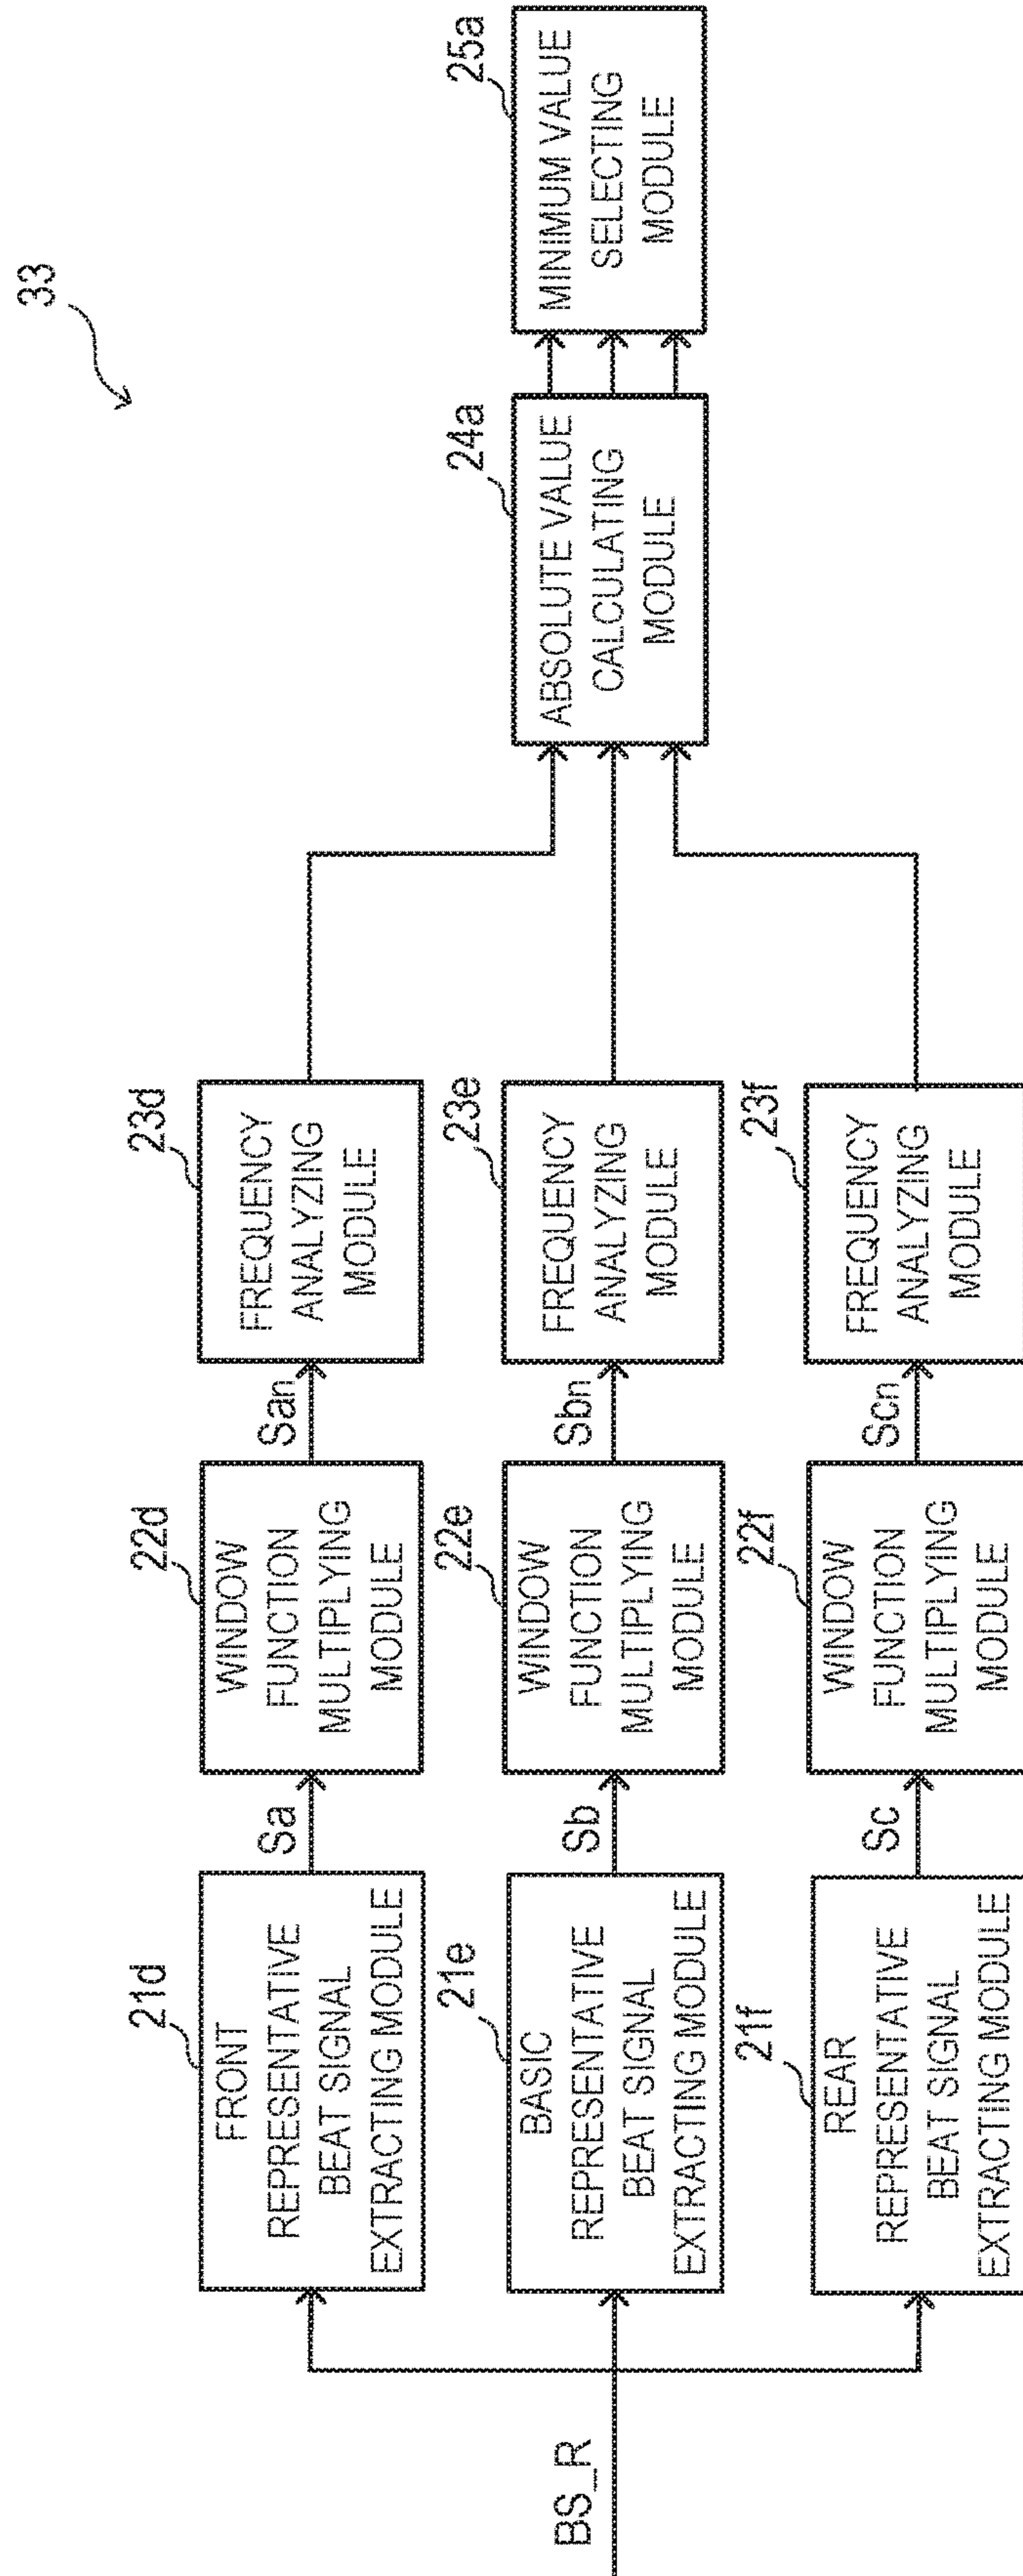 33
BS_R
21d
FRONT
REPRESENTATIVE
BEAT SIGNAL
EXTRACTING MODULE
Sa
22d
WINDOW
FUNCTION
MULTIPLYING
MODULE
San
23d
FREQUENCY
ANALYZING
MODULE
21e
BASIC
REPRESENTATIVE
BEAT SIGNAL
EXTRACTING MODULE
Sb
22e
WINDOW
FUNCTION
MULTIPLYING
MODULE
Sbn
23e
FREQUENCY
ANALYZING
MODULE
21f
REAR
REPRESENTATIVE
BEAT SIGNAL
EXTRACTING MODULE
Sc
22f
WINDOW
FUNCTION
MULTIPLYING
MODULE
Scn
23f
FREQUENCY
ANALYZING
MODULE
24a
ABSOLUTE VALUE
CALCULATING
MODULE
25a
MINIMUM VALUE
SELECTING
MODULE